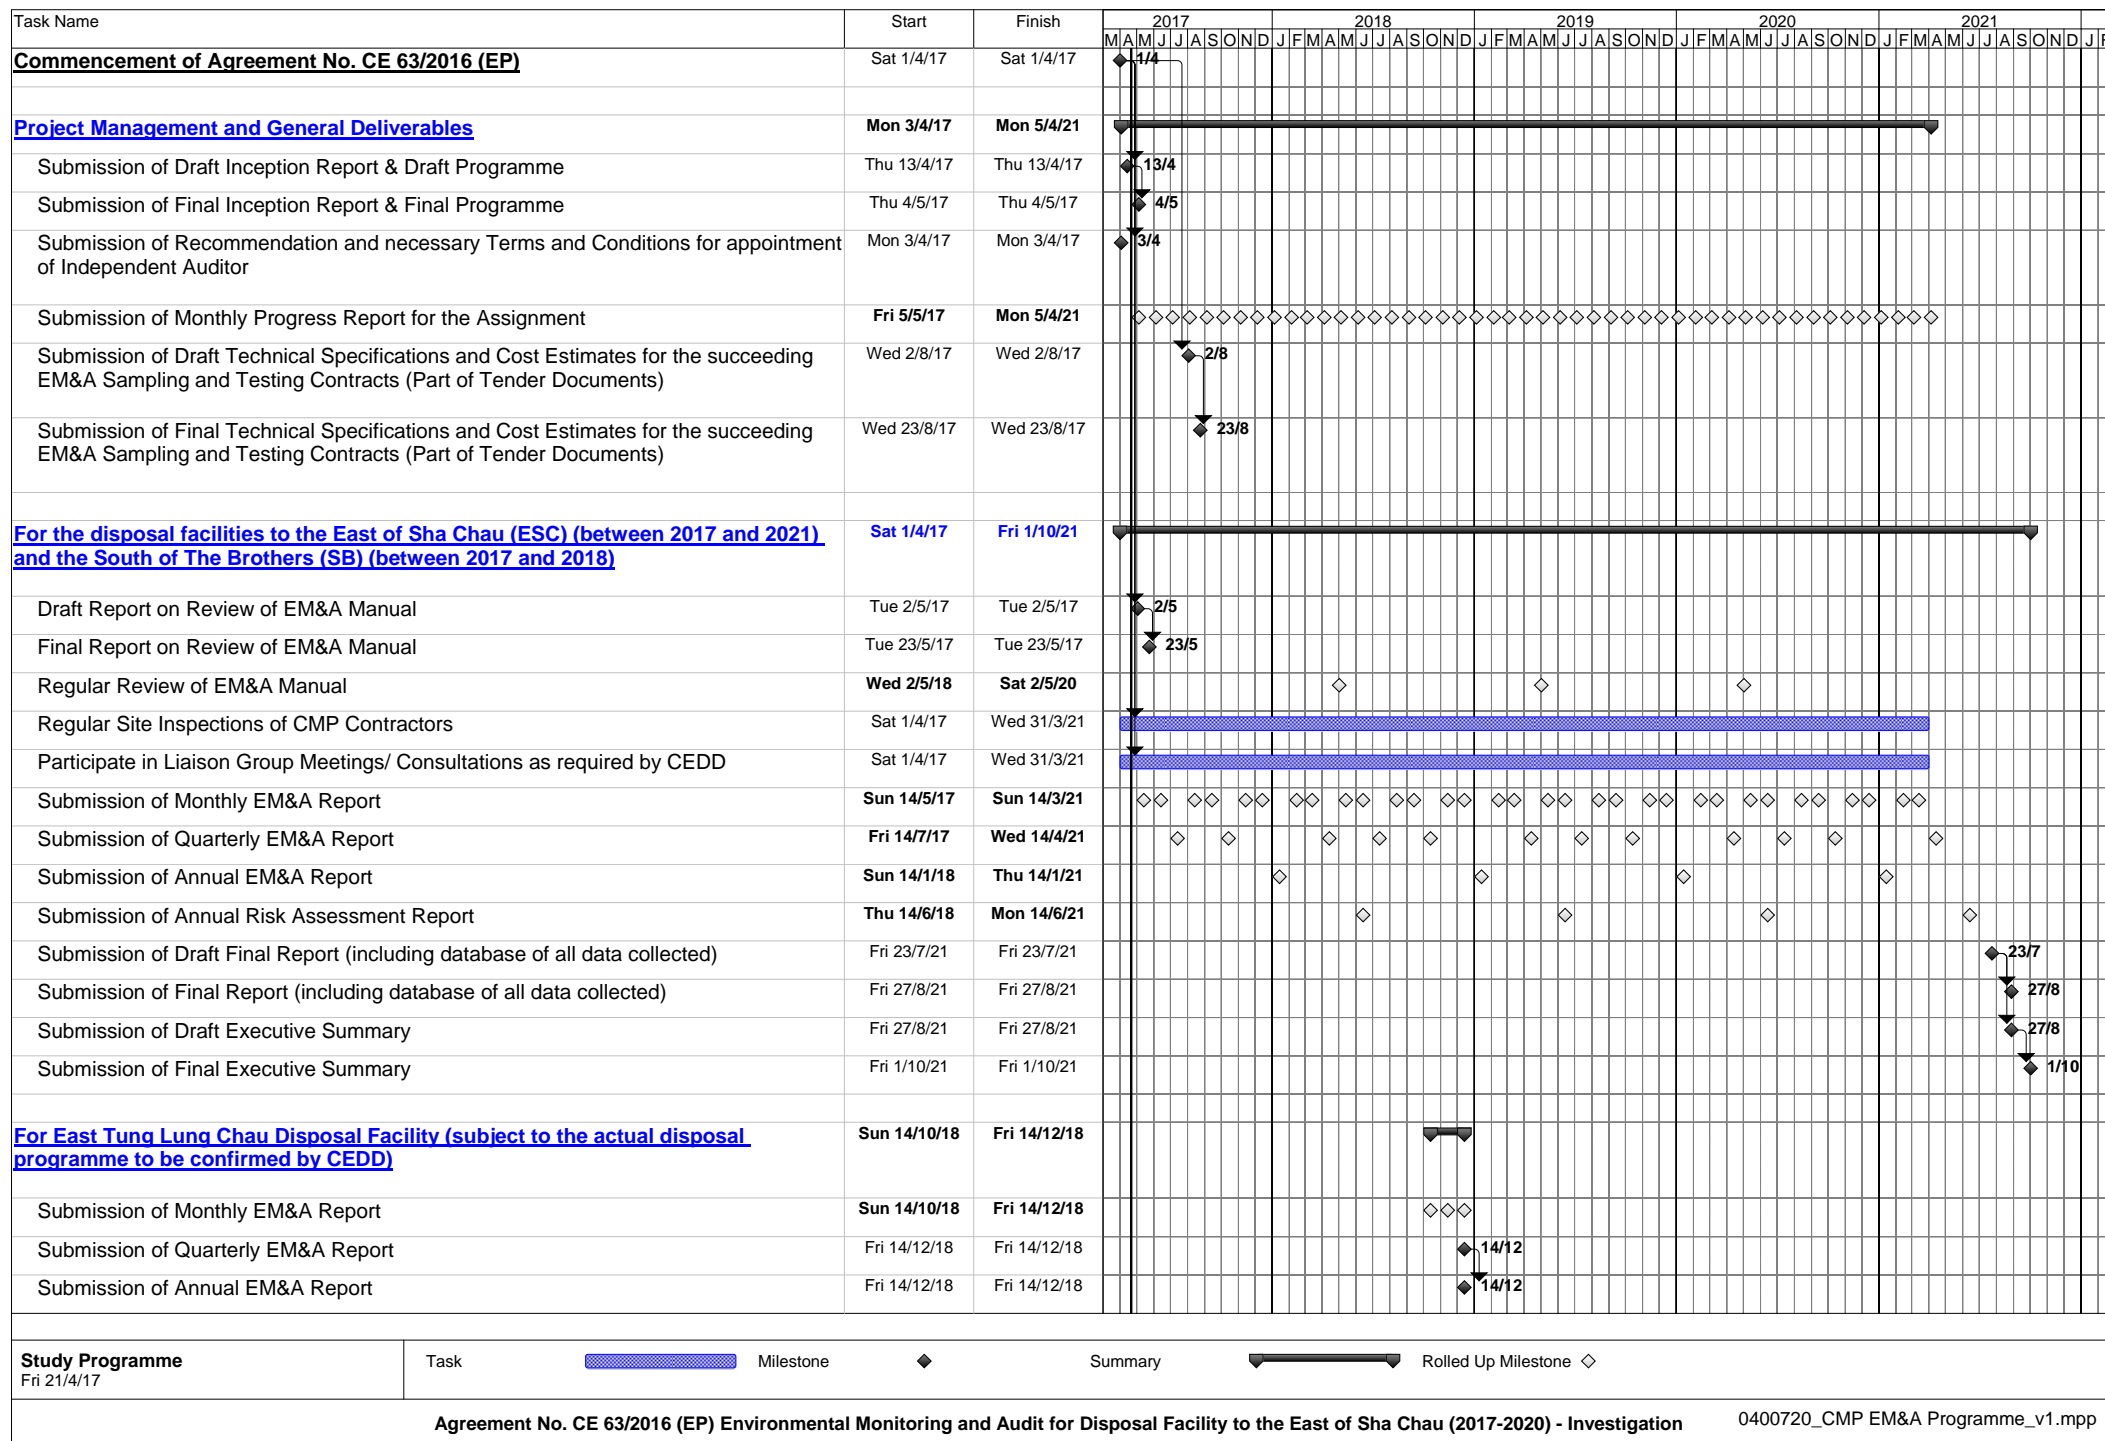 Task Name Start Finish 2017 2018 2019 2020 2021
M A M J J A S O N D J F M A M J J A S O N D J F M A M J J A S O N D J F M A M J J A S O N D J F M A M J J A S O N D J F
Commencement of Agreement No. CE 63/2016 (EP) Sat 1/4/17 Sat 1/4/17 1/4
Project Management and General Deliverables Mon 3/4/17 Mon 5/4/21
Submission of Draft Inception Report & Draft Programme Thu 13/4/17 Thu 13/4/17 13/4
Submission of Final Inception Report & Final Programme Thu 4/5/17 Thu 4/5/17 4/5
Submission of Recommendation and necessary Terms and Conditions for appointment Mon 3/4/17 Mon 3/4/17 3/4
of Independent Auditor
Submission of Monthly Progress Report for the Assignment Fri 5/5/17 Mon 5/4/21
Submission of Draft Technical Specifications and Cost Estimates for the succeeding Wed 2/8/17 Wed 2/8/17 2/8
EM&A Sampling and Testing Contracts (Part of Tender Documents)
Submission of Final Technical Specifications and Cost Estimates for the succeeding Wed 23/8/17 Wed 23/8/17 23/8
EM&A Sampling and Testing Contracts (Part of Tender Documents)
For the disposal facilities to the East of Sha Chau (ESC) (between 2017 and 2021) Sat 1/4/17 Fri 1/10/21
and the South of The Brothers (SB) (between 2017 and 2018)
Draft Report on Review of EM&A Manual Tue 2/5/17 Tue 2/5/17 2/5
Final Report on Review of EM&A Manual Tue 23/5/17 Tue 23/5/17 23/5
Regular Review of EM&A Manual Wed 2/5/18 Sat 2/5/20
Regular Site Inspections of CMP Contractors Sat 1/4/17 Wed 31/3/21
Participate in Liaison Group Meetings/ Consultations as required by CEDD Sat 1/4/17 Wed 31/3/21
Submission of Monthly EM&A Report Sun 14/5/17 Sun 14/3/21
Submission of Quarterly EM&A Report Fri 14/7/17 Wed 14/4/21
Submission of Annual EM&A Report Sun 14/1/18 Thu 14/1/21
Submission of Annual Risk Assessment Report Thu 14/6/18 Mon 14/6/21
Submission of Draft Final Report (including database of all data collected) Fri 23/7/21 Fri 23/7/21 23/7
Submission of Final Report (including database of all data collected) Fri 27/8/21 Fri 27/8/21 27/8
Submission of Draft Executive Summary Fri 27/8/21 Fri 27/8/21 27/8
Submission of Final Executive Summary Fri 1/10/21 Fri 1/10/21 1/10
For East Tung Lung Chau Disposal Facility (subject to the actual disposal Sun 14/10/18 Fri 14/12/18
programme to be confirmed by CEDD)
Submission of Monthly EM&A Report Sun 14/10/18 Fri 14/12/18
Submission of Quarterly EM&A Report Fri 14/12/18 Fri 14/12/18 14/12
Submission of Annual EM&A Report Fri 14/12/18 Fri 14/12/18 14/12
Study Programme Task Milestone Summary Rolled Up Milestone
Fri 21/4/17
Agreement No. CE 63/2016 (EP) Environmental Monitoring and Audit for Disposal Facility to the East of Sha Chau (2017-2020) - Investigation 0400720_CMP EM&A Programme_v1.mpp